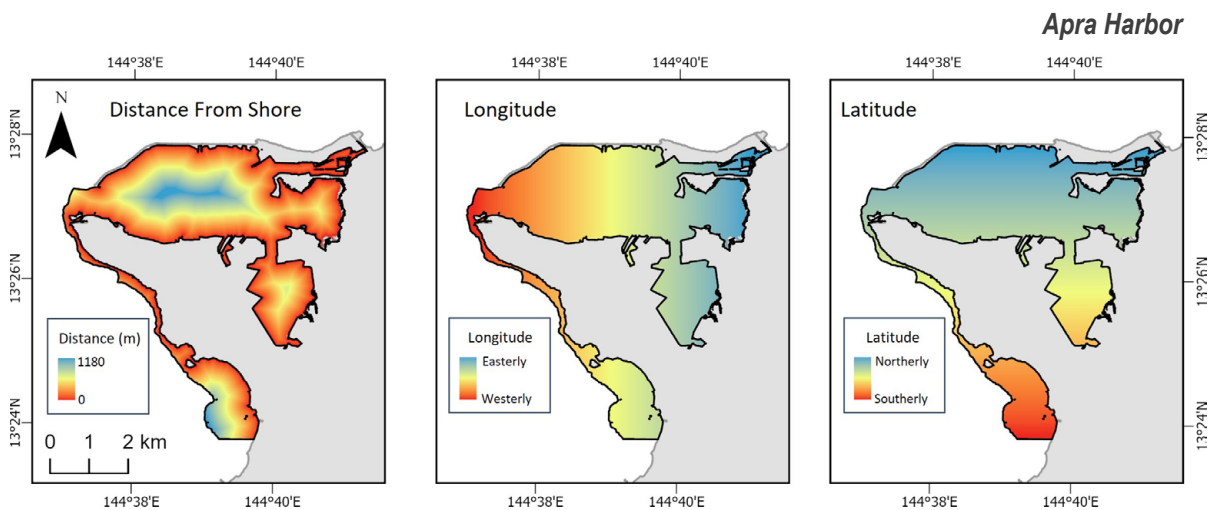 Apra Harbor
144°38'E 144°40'E 144°38'E 144°40'E 144°38'E 144°40'E
N
Distance From Shore
Longitude
Latitude
13°28'N
13°28'N
13°26'N
13°26'N
Distance (m)
1180
0
Longitude
Easterly
Westerly
Latitude
Northerly
Southerly
13°24'N
13°24'N
0 1 2 km
144°38'E 144°40'E 144°38'E 144°40'E 144°38'E 144°40'E